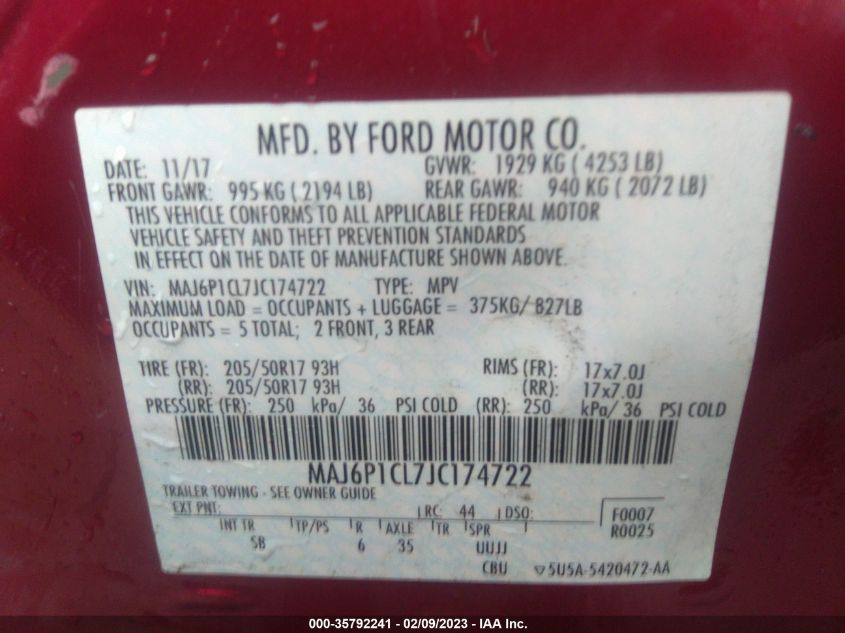 MFD. BY FORD MOTOR CO.
DATE: 11/17 GVWR: 1929 KG ( 4253 LB)
FRONT GAWR: 995 KG ( 2194 LB) REAR GAWR: 940 KG ( 2072 LB)
THIS VEHICLE CONFORMS TO ALL APPLICABLE FEDERAL MOTOR
VEHICLE SAFETY AND THEFT PREVENTION STANDARDS
IN EFFECT ON THE DATE OF MANUFACTURE SHOWN ABOVE.
VIN: MAJ6P1CL7JC174722 TYPE: MPV
MAXIMUM LOAD = OCCUPANTS + LUGGAGE = 375KG/ 827LB
OCCUPANTS = 5 TOTAL; 2 FRONT, 3 REAR
TIRE (FR): 205/50R17 93H RIMS (FR): 17x7.0J
(RR): 205/50R17 93H (RR): 17x7.0J
PRESSURE (FR): 250 kPa/ 36 PSI COLD (RR): 250 kPa/ 36 PSI COLD
MAJ6P1CL7JC174722
TRAILER TOWING - SEE OWNER GUIDE
EXT PNT: RC: 44 DSO: F0007
R0025
INT TR TP/PS R AXLE TR SPR
SB 6 35 UUJJ
CBU 5U5A-5420472-AA
000-35792241 - 02/09/2023 - IAA Inc.